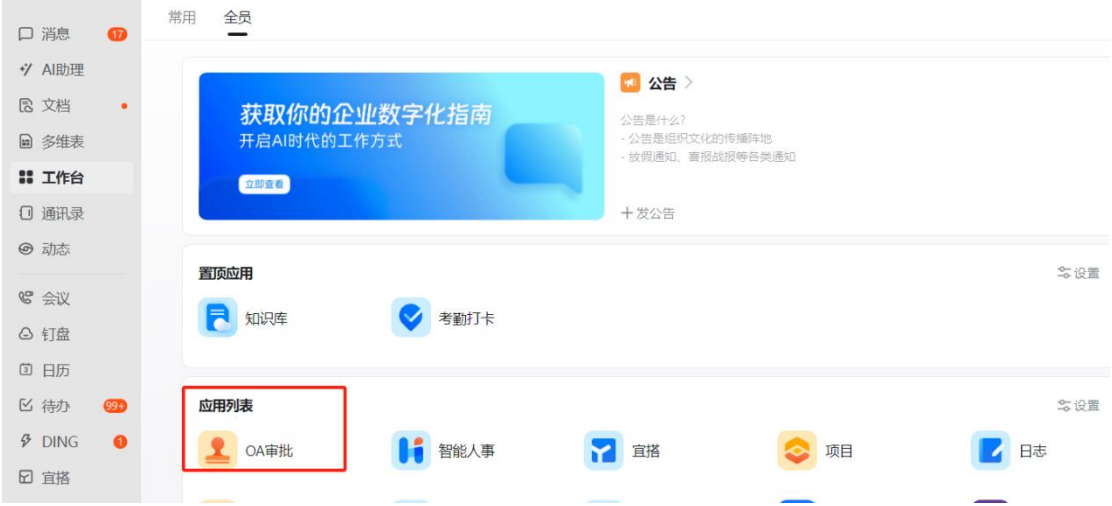 常用 全员
消息 17
AI助理
文档
多维表
工作台
通讯录
动态
会议
钉盘
日历
待办 99+
DING 1
宜搭
获取你的企业数字化指南
开启AI时代的工作方式
立即查看
公告
公告是什么?
- 公告是组织文化的传播阵地
- 放假通知、喜报战报等各类通知
+ 发公告
置顶应用 设置
知识库 考勤打卡
应用列表 设置
OA审批 智能人事 宜搭 项目 日志